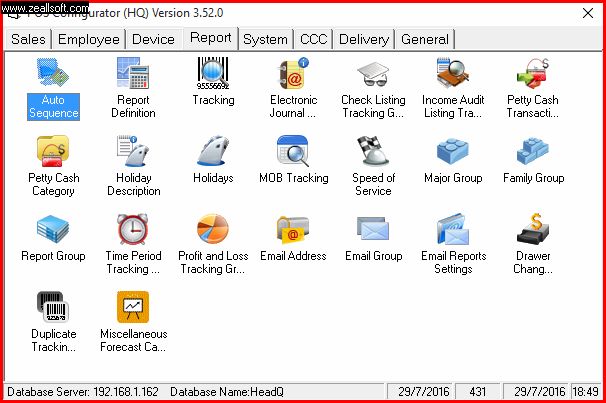 www.zeallsoft.com
POS Configurator (HQ) Version 3.52.0
Sales Employee Device Report System CCC Delivery General
95556692
Auto Report Tracking Electronic Check Listing Income Audit Petty Cash
Sequence Definition Journal ... Tracking G... Listing Tra... Transacti...
Petty Cash Holiday Holidays MOB Tracking Speed of Major Group Family Group
Category Description Service
Report Group Time Period Profit and Loss Email Address Email Group Email Reports Drawer
Tracking ... Tracking Gr... Settings Chang...
Duplicate Miscellaneous
Trackin... Forecast Ca...
Database Server: 192.168.1.162 Database Name:HeadQ 29/7/2016 431 29/7/2016 18:49